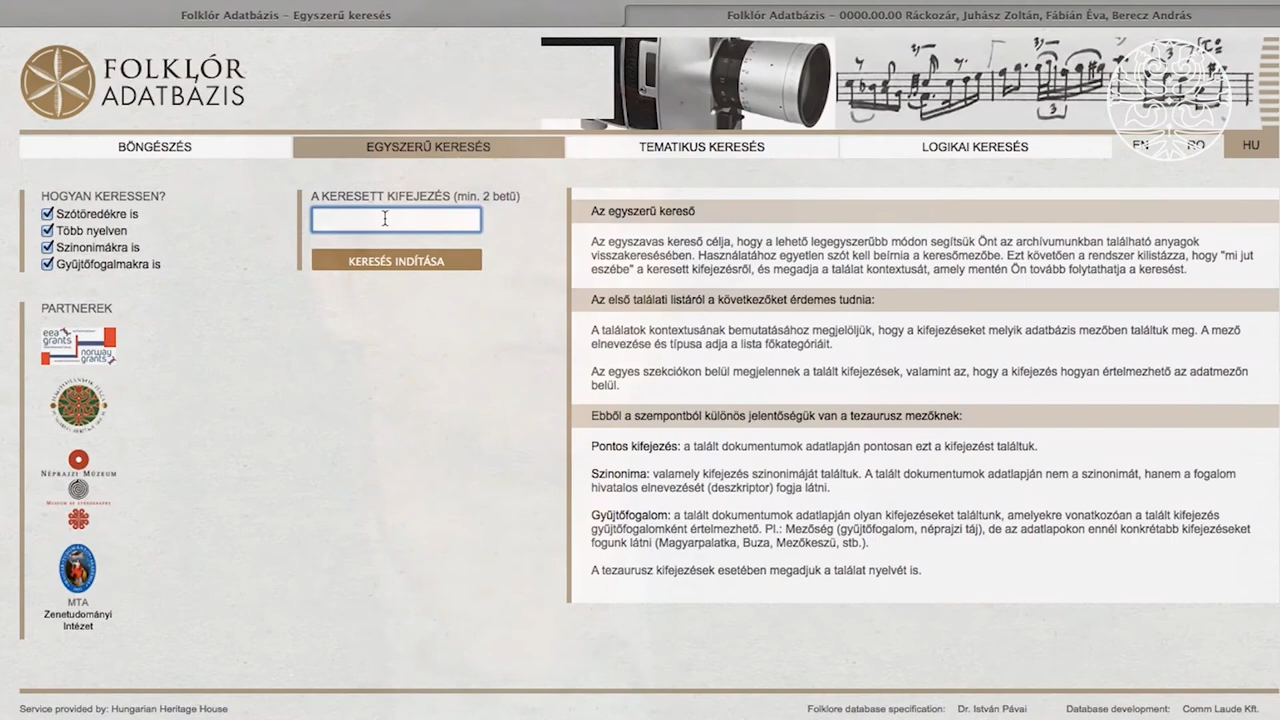 Folklór Adatbázis – Egyszerű keresés
Folklór Adatbázis – 0000.00.00 Ráckozár, Juhász Zoltán, Fábián Éva, Berecz András
FOLKLÓR
ADATBÁZIS
BÖNGÉSZÉS
EGYSZERŰ KERESÉS
TEMATIKUS KERESÉS
LOGIKAI KERESÉS
EN
RO
HU
HOGYAN KERESSEN?
Szótöredékre is
Több nyelven
Szinonimákra is
Gyűjtőfogalmakra is
A KERESETT KIFEJEZÉS (min. 2 betű)
KERESÉS INDÍTÁSA
PARTNEREK
eea
grants
norway
grants
NÉPRAJZI MÚZEUM
MUSEUM OF ETHNOGRAPHY
MTA
Zenetudományi
Intézet
Az egyszerű kereső
Az egyszavas kereső célja, hogy a lehető legegyszerűbb módon segítsük Önt az archívumunkban található anyagok
visszakeresésében. Használatához egyetlen szót kell beírnia a keresőmezőbe. Ezt követően a rendszer kilistázza, hogy "mi jut
eszébe" a keresett kifejezésről, és megadja a találat kontextusát, amely mentén Ön tovább folytathatja a keresést.
Az első találati listáról a következőket érdemes tudnia:
A találatok kontextusának bemutatásához megjelöljük, hogy a kifejezéseket melyik adatbázis mezőben találtuk meg. A mező
elnevezése és típusa adja a lista főkategóriáit.
Az egyes szekciókon belül megjelennek a talált kifejezések, valamint az, hogy a kifejezés hogyan értelmezhető az adatmezőn
belül.
Ebből a szempontból különös jelentőségük van a tezaurusz mezőknek:
Pontos kifejezés: a talált dokumentumok adatlapján pontosan ezt a kifejezést találtuk.
Szinonima: valamely kifejezés szinonimáját találtuk. A talált dokumentumok adatlapján nem a szinonimát, hanem a fogalom
hivatalos elnevezését (deszkriptor) fogja látni.
Gyűjtőfogalom: a talált dokumentumok adatlapján olyan kifejezéseket találtunk, amelyekre vonatkozóan a talált kifejezés
gyűjtőfogalomként értelmezhető. Pl.: Mezőség (gyűjtőfogalom, néprajzi táj), de az adatlapokon ennél konkrétabb kifejezéseket
fogunk látni (Magyarpalatka, Buza, Mezőkeszü, stb.).
A tezaurusz kifejezések esetében megadjuk a találat nyelvét is.
Service provided by: Hungarian Heritage House
Folklore database specification: Dr. István Pávai
Database development: Comm Laude Kft.